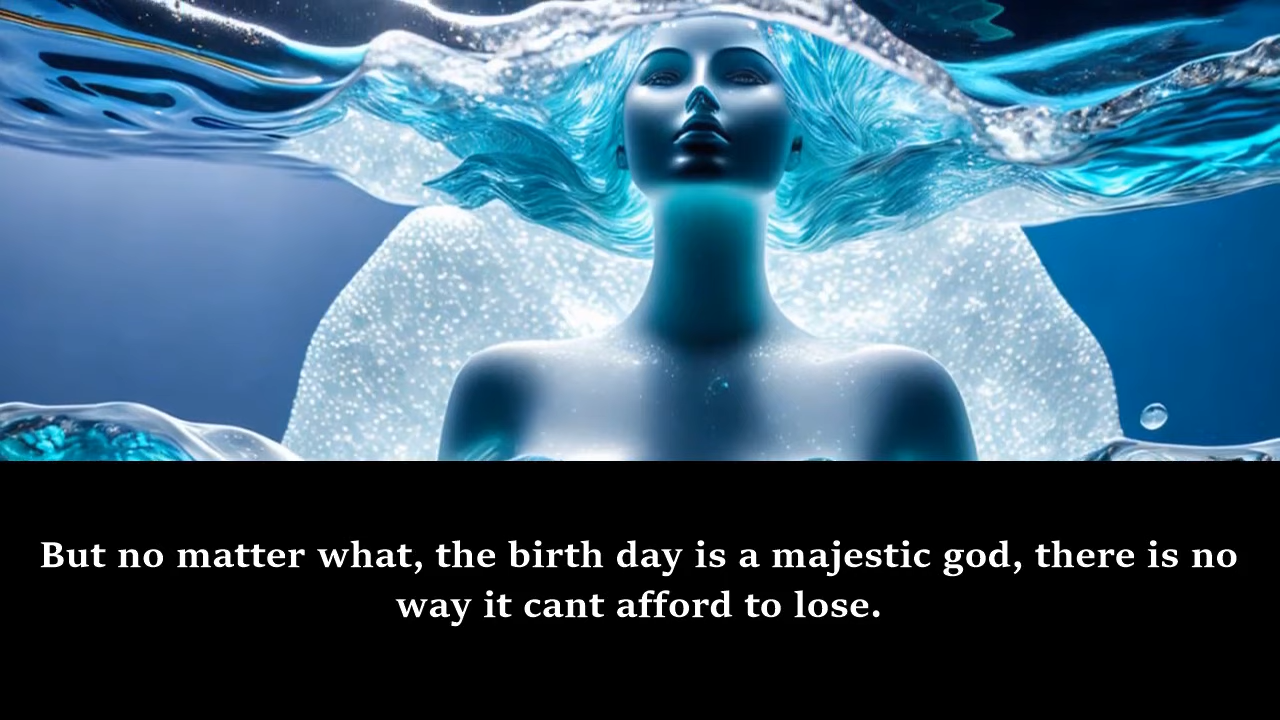 But no matter what, the birth day is a majestic god, there is no
way it cant afford to lose.